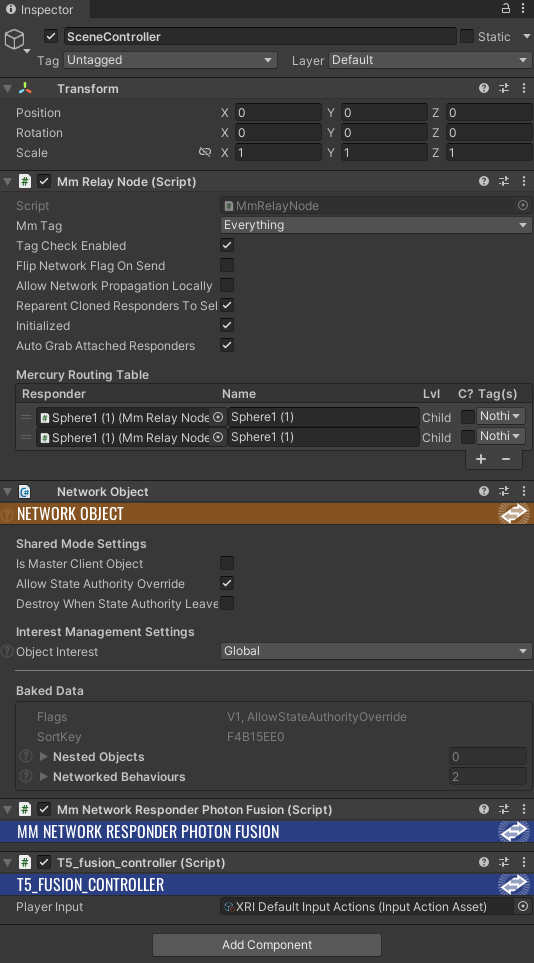 Inspector
SceneController
Static
Tag Untagged Layer Default
Transform
Position X 0 Y 0 Z 0
Rotation X 0 Y 0 Z 0
Scale X 1 Y 1 Z 1
Mm Relay Node (Script)
Script MmRelayNode
Mm Tag Everything
Tag Check Enabled
Flip Network Flag On Send
Allow Network Propagation Locally
Reparent Cloned Responders To Sel
Initialized
Auto Grab Attached Responders
Mercury Routing Table
Responder Name Lvl C? Tag(s)
Sphere1 (1) (Mm Relay Node Sphere1 (1) Child Nothi
Sphere1 (1) (Mm Relay Node Sphere1 (1) Child Nothi
+ −
Network Object
NETWORK OBJECT
Shared Mode Settings
Is Master Client Object
Allow State Authority Override
Destroy When State Authority Leave
Interest Management Settings
Object Interest Global
Baked Data
Flags V1, AllowStateAuthorityOverride
SortKey F4B15EE0
Nested Objects 0
Networked Behaviours 2
Mm Network Responder Photon Fusion (Script)
MM NETWORK RESPONDER PHOTON FUSION
T5_fusion_controller (Script)
T5_FUSION_CONTROLLER
Player Input XRI Default Input Actions (Input Action Asset)
Add Component